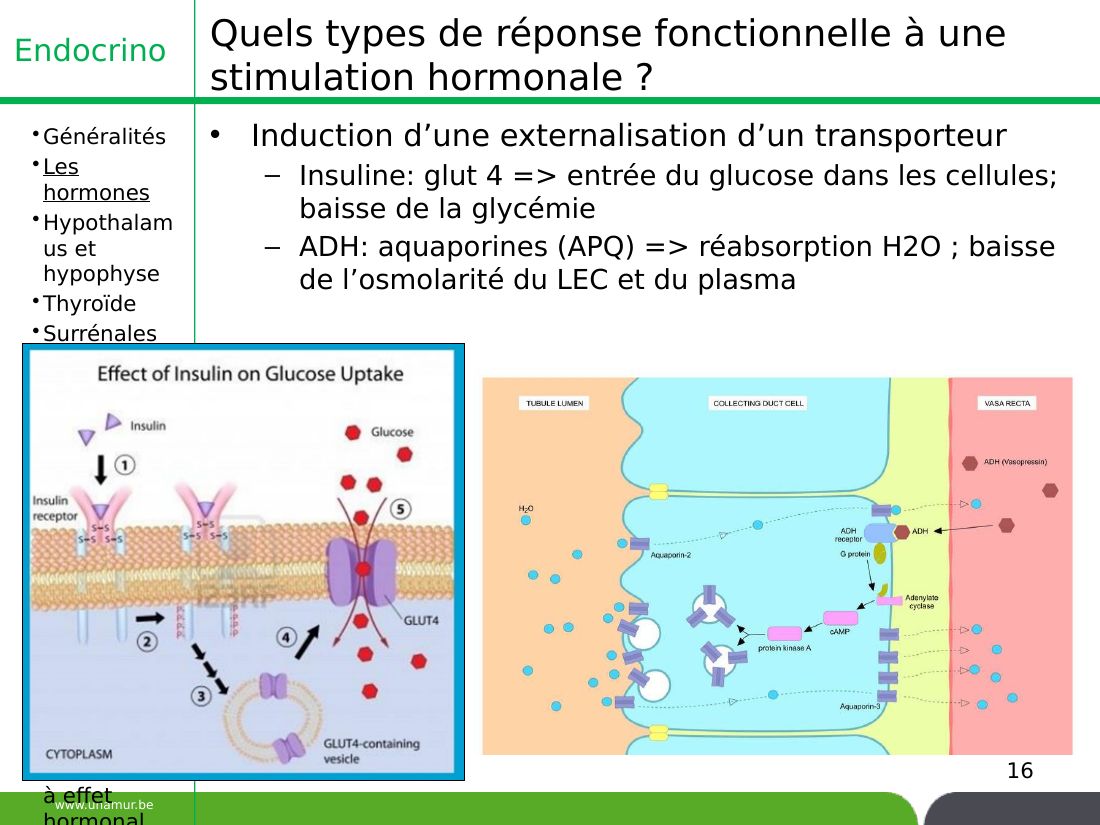 Endocrino
Quels types de réponse fonctionnelle à une
stimulation hormonale ?
•Généralités
•Les
hormones
•Hypothalam
us et
hypophyse
•Thyroïde
•Surrénales
• Induction d’une externalisation d’un transporteur
– Insuline: glut 4 => entrée du glucose dans les cellules;
baisse de la glycémie
– ADH: aquaporines (APQ) => réabsorption H2O ; baisse
de l’osmolarité du LEC et du plasma
Effect of Insulin on Glucose Uptake
Insulin
Glucose
1
Insulin
receptor
5
S–S
S–S
S–S
S–S
S–S
S–S
GLUT4
2
4
3
GLUT4-containing
vesicle
CYTOPLASM
TUBULE LUMEN
COLLECTING DUCT CELL
VASA RECTA
ADH (Vasopressin)
H2O
ADH
receptor
ADH
Aquaporin-2
G protein
Adenylate
cyclase
cAMP
protein kinase A
Aquaporin-3
16
à effet
hormonal
www.unamur.be